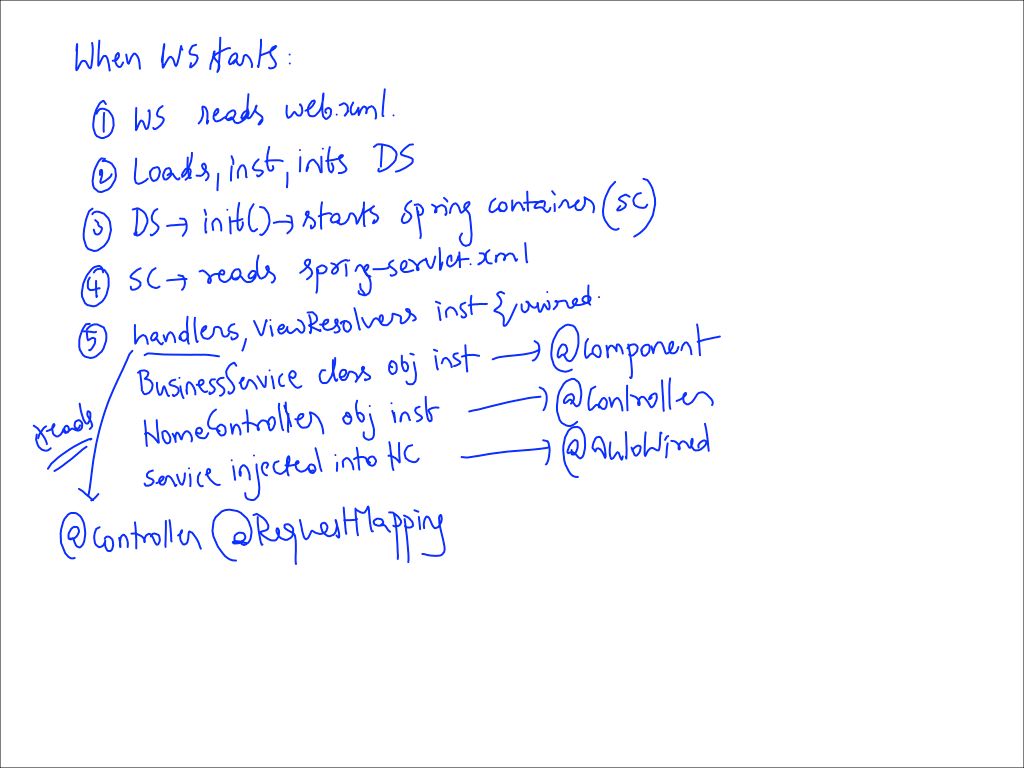 When WS starts:
① WS reads web.xml.
② Loads, inst, inits DS
③ DS → init() → starts spring container (SC)
④ SC → reads spring-servlet.xml
⑤ handlers, ViewResolvers inst & wired.
BusinessService class obj inst → @Component
HomeController obj inst → @Controller
service injected into HC → @AutoWired
reads
@Controller @RequestMapping